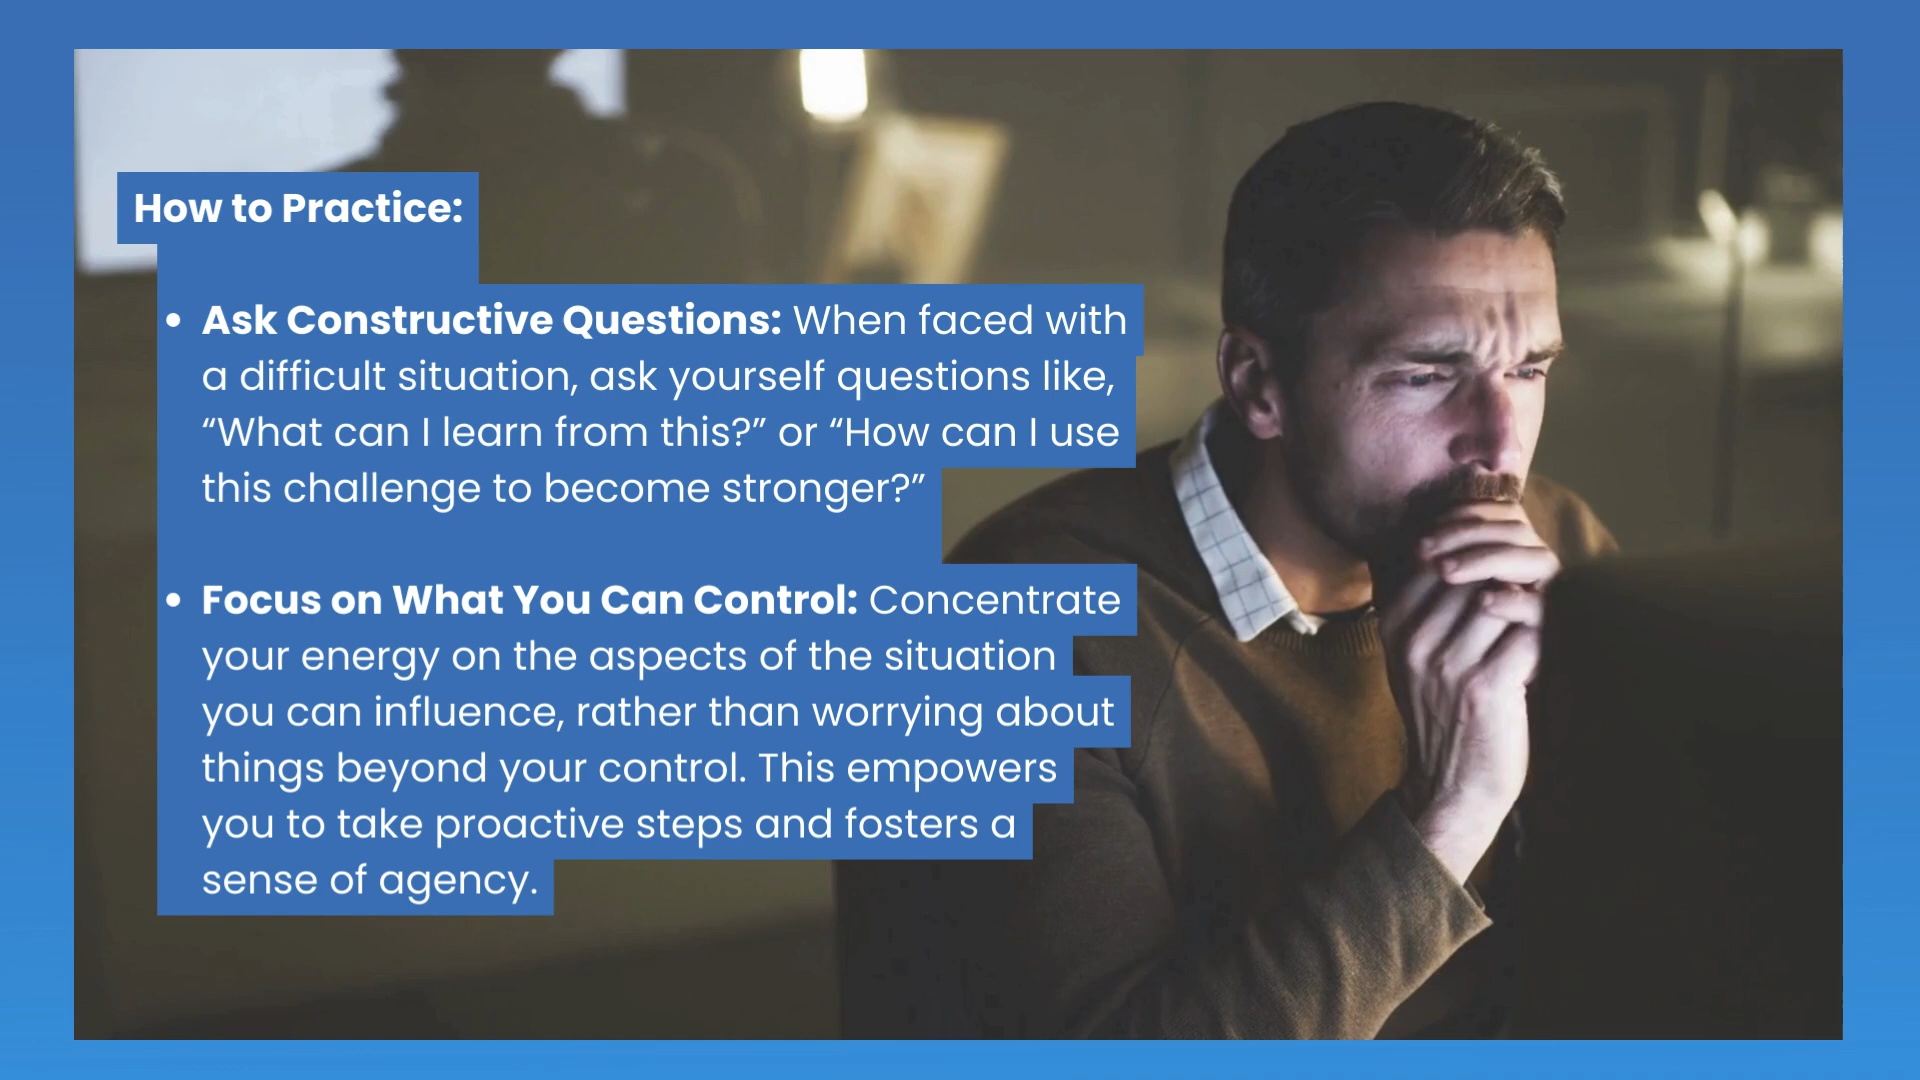 How to Practice:
• Ask Constructive Questions: When faced with
a difficult situation, ask yourself questions like,
“What can I learn from this?” or “How can I use
this challenge to become stronger?”
• Focus on What You Can Control: Concentrate
your energy on the aspects of the situation
you can influence, rather than worrying about
things beyond your control. This empowers
you to take proactive steps and fosters a
sense of agency.